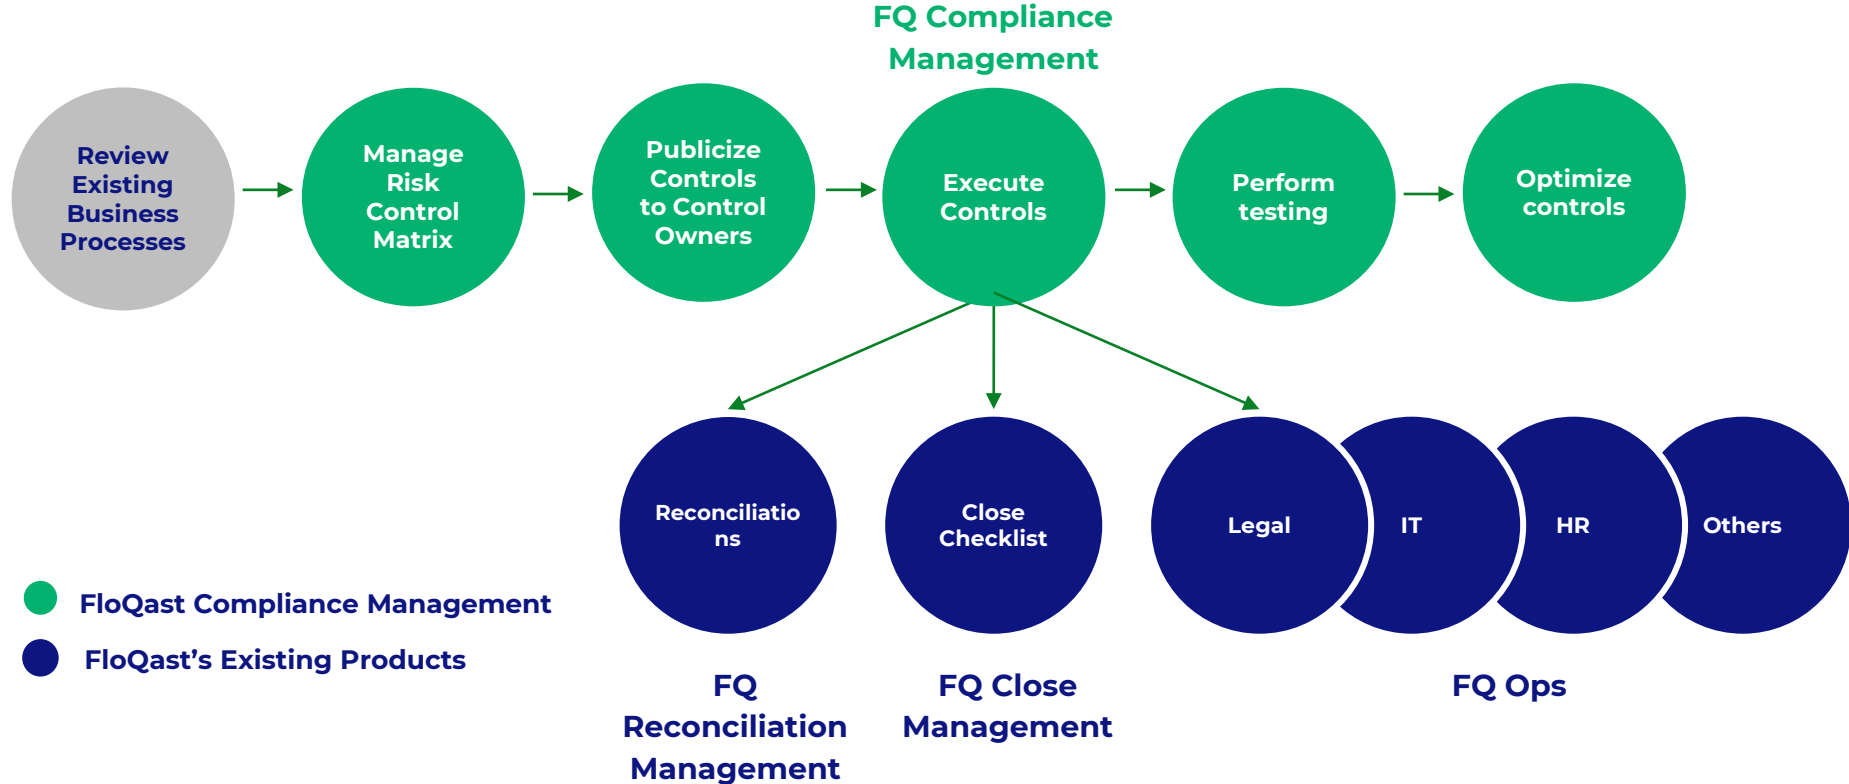 FQ Compliance
Management
Review
Existing
Business
Processes
Manage
Risk
Control
Matrix
Publicize
Controls
to Control
Owners
Execute
Controls
Perform
testing
Optimize
controls
Reconciliatio
ns
Close
Checklist
Legal
IT
HR
Others
FloQast Compliance Management
FloQast’s Existing Products
FQ
Reconciliation
Management
FQ Close
Management
FQ Ops